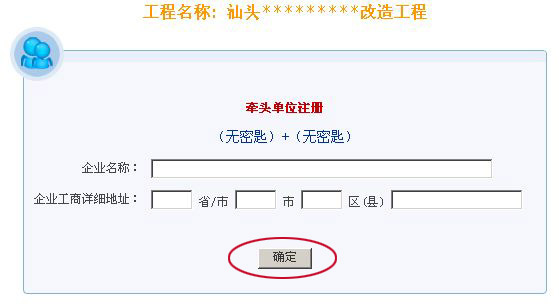 工程名称: 汕头*********改造工程
牵头单位注册
（无密匙）+（无密匙）
企业名称：
企业工商详细地址： 省/市 市 区(县)
确定